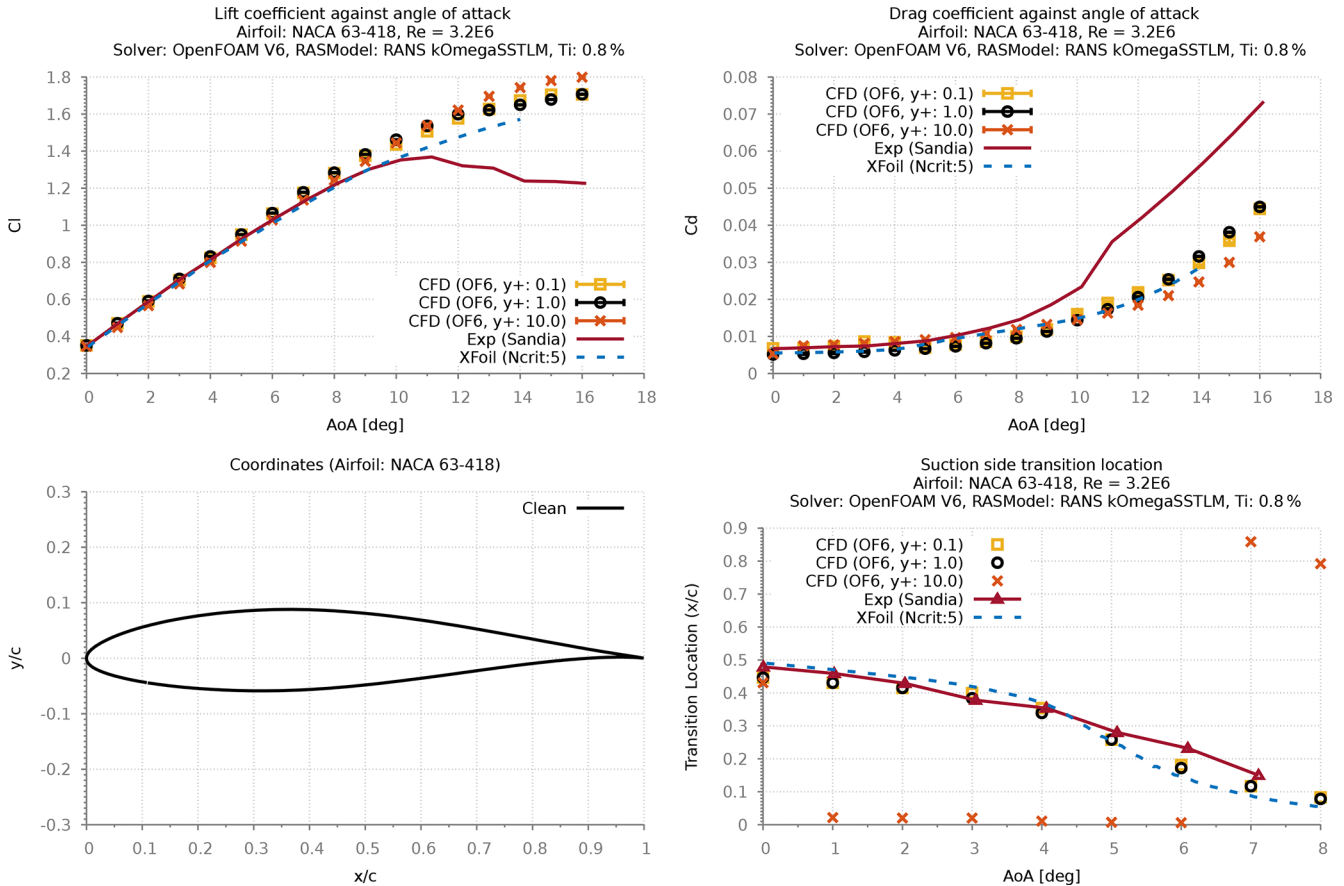 Lift coefficient against angle of attack
Airfoil: NACA 63-418, Re = 3.2E6
Solver: OpenFOAM V6, RASModel: RANS kOmegaSSTLM, Ti: 0.8 %
1.8
1.6
1.4
1.2
1
0.8
0.6
0.4
0.2
Cl
CFD (OF6, y+: 0.1)
CFD (OF6, y+: 1.0)
CFD (OF6, y+: 10.0)
Exp (Sandia)
XFoil (Ncrit:5)
0 2 4 6 8 10 12 14 16 18
AoA [deg]
Drag coefficient against angle of attack
Airfoil: NACA 63-418, Re = 3.2E6
Solver: OpenFOAM V6, RASModel: RANS kOmegaSSTLM, Ti: 0.8 %
0.08
0.07
0.06
0.05
0.04
0.03
0.02
0.01
0
Cd
CFD (OF6, y+: 0.1)
CFD (OF6, y+: 1.0)
CFD (OF6, y+: 10.0)
Exp (Sandia)
XFoil (Ncrit:5)
0 2 4 6 8 10 12 14 16 18
AoA [deg]
Coordinates (Airfoil: NACA 63-418)
0.3
0.2
0.1
0
-0.1
-0.2
-0.3
y/c
Clean
0 0.1 0.2 0.3 0.4 0.5 0.6 0.7 0.8 0.9 1
x/c
Suction side transition location
Airfoil: NACA 63-418, Re = 3.2E6
Solver: OpenFOAM V6, RASModel: RANS kOmegaSSTLM, Ti: 0.8 %
0.9
0.8
0.7
0.6
0.5
0.4
0.3
0.2
0.1
0
Transition Location (x/c)
CFD (OF6, y+: 0.1)
CFD (OF6, y+: 1.0)
CFD (OF6, y+: 10.0)
Exp (Sandia)
XFoil (Ncrit:5)
0 1 2 3 4 5 6 7 8
AoA [deg]